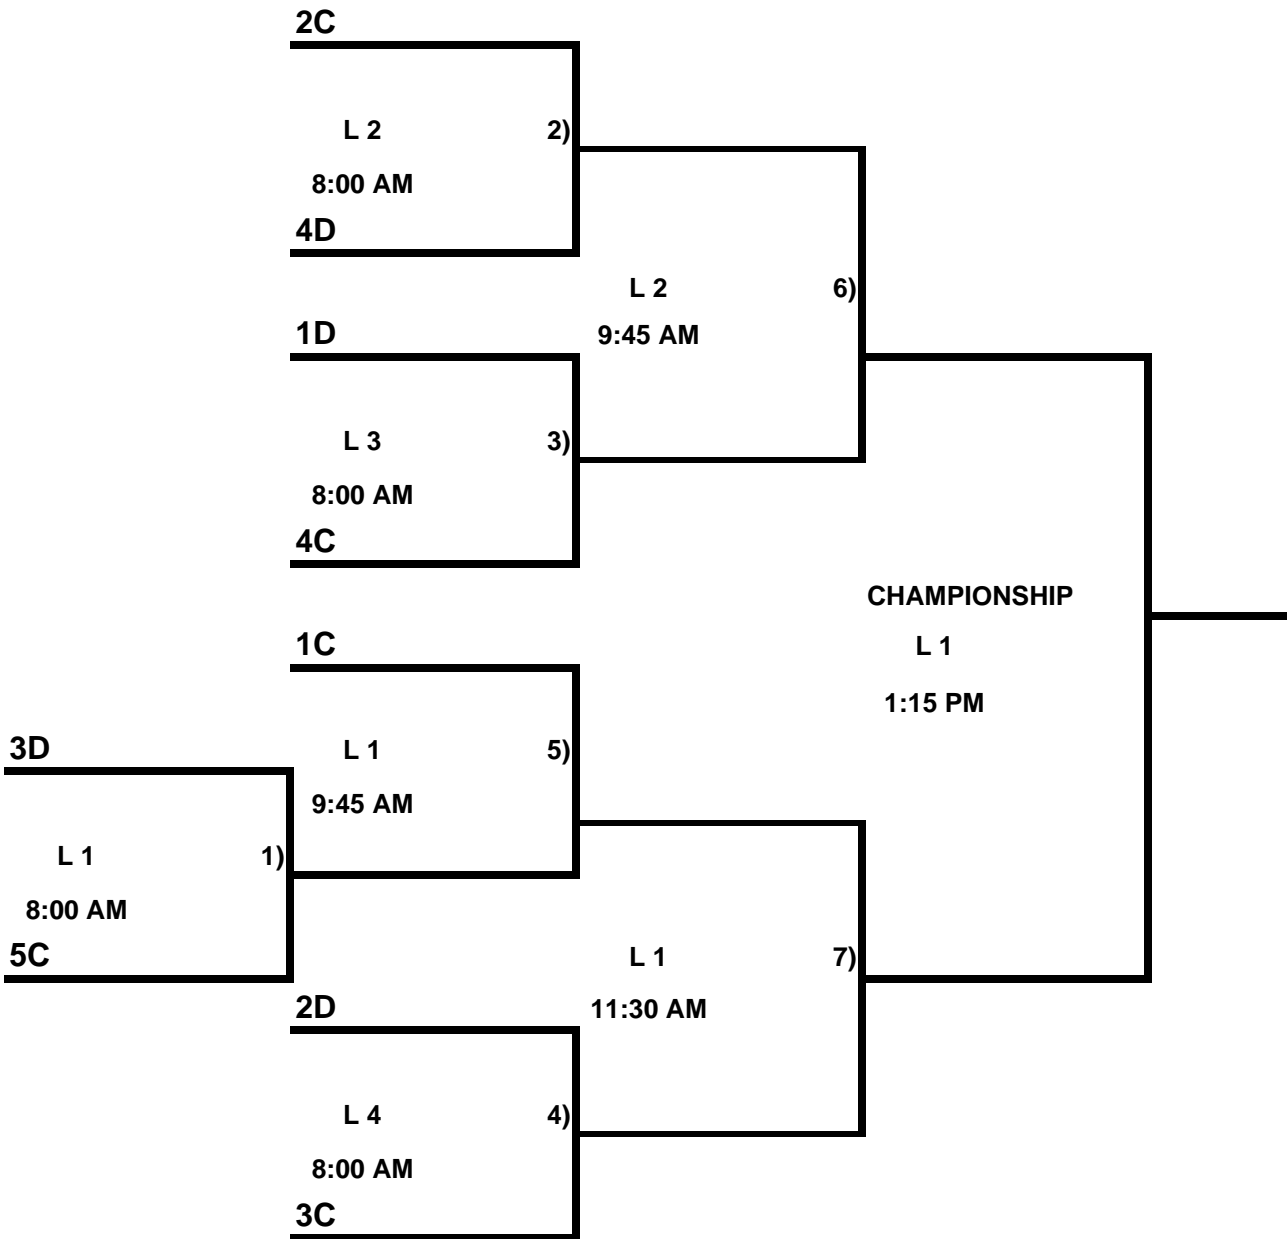 2C
L 2 2)
8:00 AM
4D
L 2 6)
1D
9:45 AM
L 3 3)
8:00 AM
4C
CHAMPIONSHIP
1C
L 1
1:15 PM
3D
L 1 5)
9:45 AM
L 1 1)
8:00 AM
5C
L 1 7)
2D
11:30 AM
L 4 4)
8:00 AM
3C